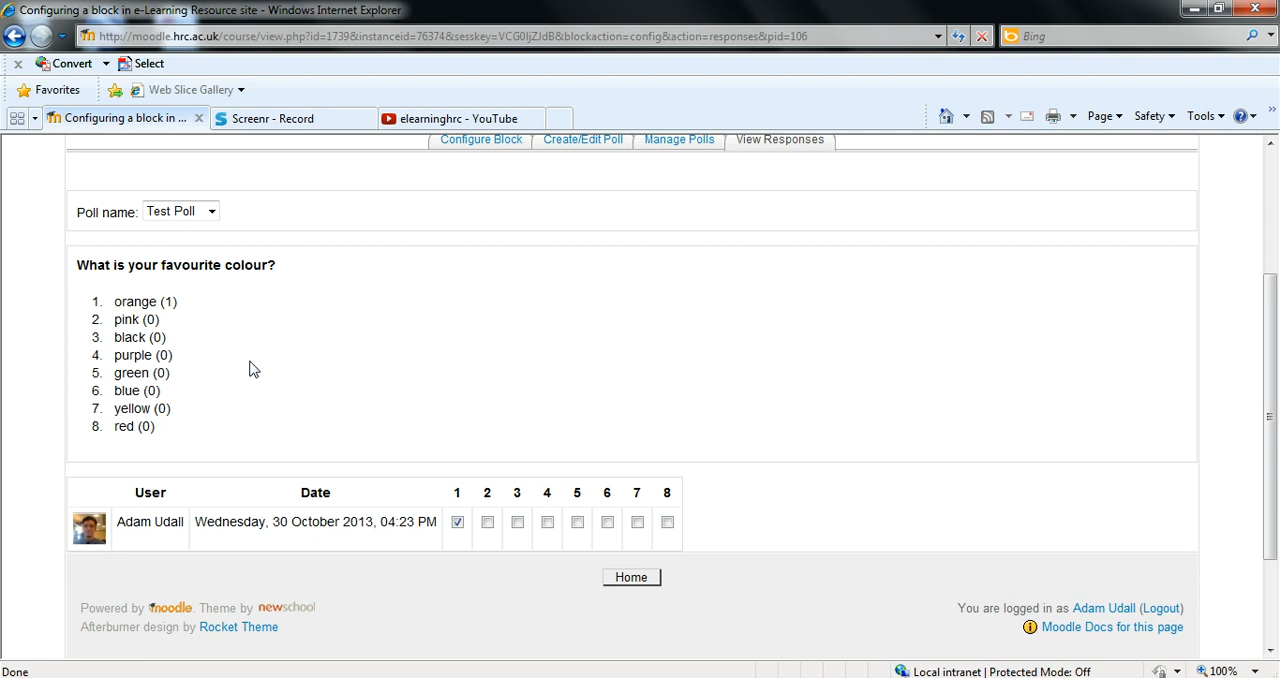 Configuring a block in e-Learning Resource site - Windows Internet Explorer
http://moodle.hrc.ac.uk/course/view.php?id=1739&instanceid=76374&sesskey=VCG0IjZJdB&blockaction=config&action=responses&pid=106
Bing
x Convert Select
Favorites Web Slice Gallery
Configuring a block in ... x Screenr - Record elearninghrc - YouTube Page Safety Tools »
Configure Block Create/Edit Poll Manage Polls View Responses
Poll name: Test Poll
What is your favourite colour?
1. orange (1)
2. pink (0)
3. black (0)
4. purple (0)
5. green (0)
6. blue (0)
7. yellow (0)
8. red (0)
User Date 1 2 3 4 5 6 7 8
Adam Udall Wednesday, 30 October 2013, 04:23 PM
Home
Powered by moodle. Theme by newschool
You are logged in as Adam Udall (Logout)
Afterburner design by Rocket Theme
Moodle Docs for this page
Done Local intranet | Protected Mode: Off 100%